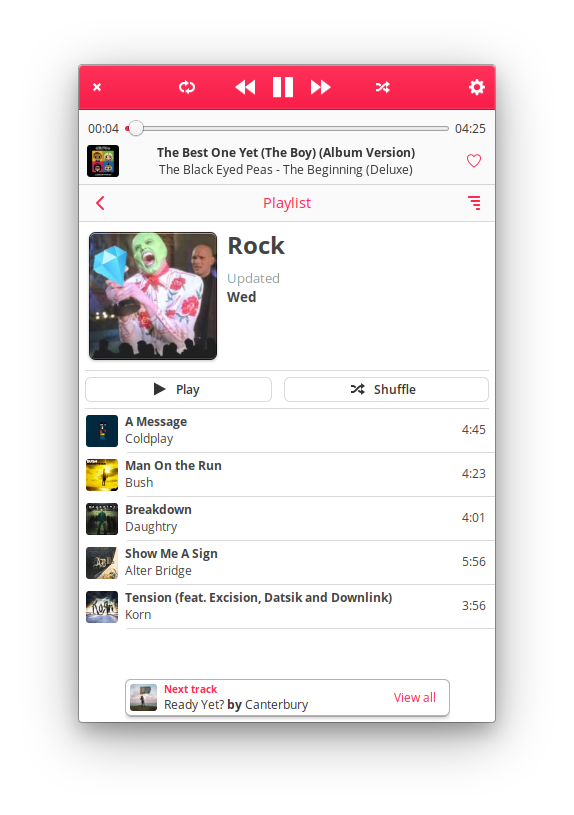 00:04
04:25
The Best One Yet (The Boy) (Album Version)
The Black Eyed Peas - The Beginning (Deluxe)
Playlist
Rock
Updated
Wed
Play
Shuffle
A Message
Coldplay
4:45
Man On the Run
Bush
4:23
Breakdown
Daughtry
4:01
Show Me A Sign
Alter Bridge
5:56
Tension (feat. Excision, Datsik and Downlink)
Korn
3:56
Next track
Ready Yet? by Canterbury
View all